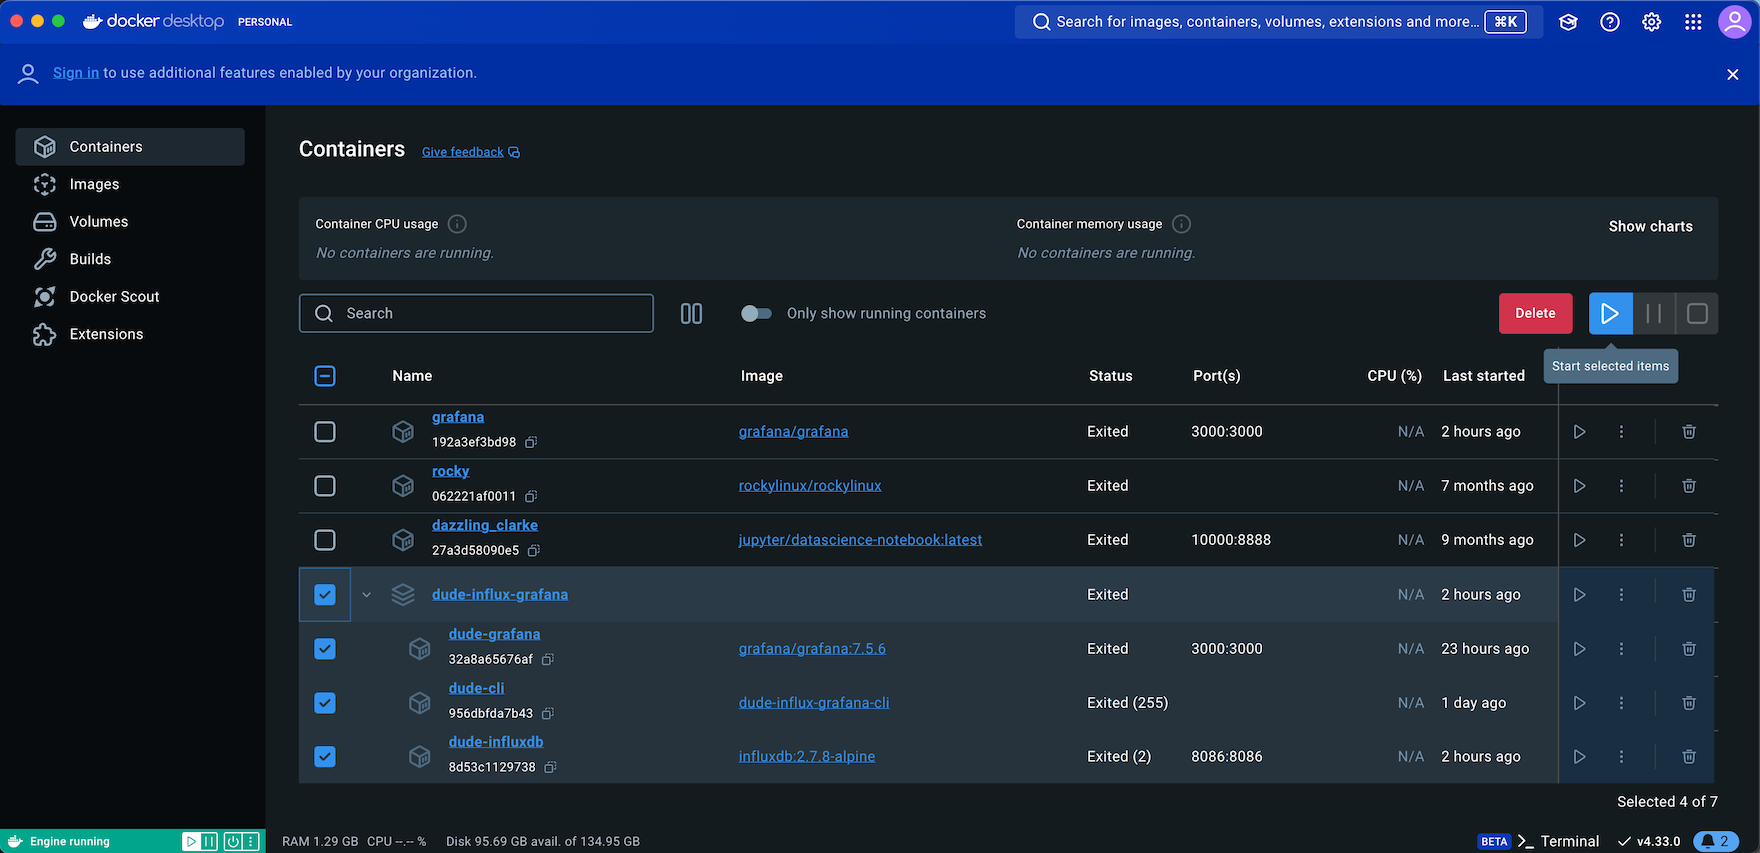 docker desktop PERSONAL
Search for images, containers, volumes, extensions and more... ⌘K
Sign in to use additional features enabled by your organization.
Containers
Images
Volumes
Builds
Docker Scout
Extensions
Containers Give feedback
Container CPU usage
No containers are running.
Container memory usage
No containers are running.
Show charts
Search
Only show running containers
Delete
Start selected items
Name Image Status Port(s) CPU (%) Last started
grafana
192a3ef3bd98
grafana/grafana Exited 3000:3000 N/A 2 hours ago
rocky
062221af0011
rockylinux/rockylinux Exited N/A 7 months ago
dazzling_clarke
27a3d58090e5
jupyter/datascience-notebook:latest Exited 10000:8888 N/A 9 months ago
dude-influx-grafana Exited N/A 2 hours ago
dude-grafana
32a8a65676af
grafana/grafana:7.5.6 Exited 3000:3000 N/A 23 hours ago
dude-cli
956dbfda7b43
dude-influx-grafana-cli Exited (255) N/A 1 day ago
dude-influxdb
8d53c1129738
influxdb:2.7.8-alpine Exited (2) 8086:8086 N/A 2 hours ago
Selected 4 of 7
Engine running
RAM 1.29 GB CPU --.-- % Disk 95.69 GB avail. of 134.95 GB
BETA >_ Terminal v4.33.0 2